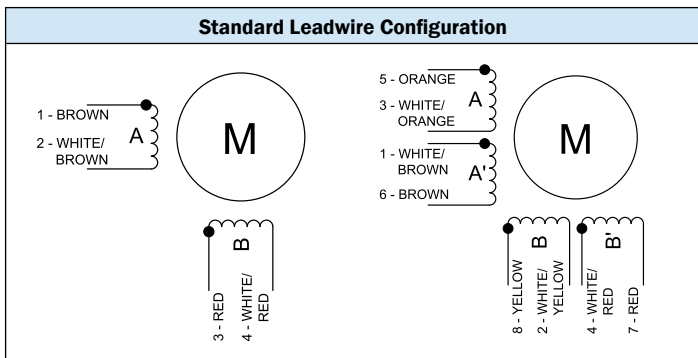 Standard Leadwire Configuration
1 - BROWN
2 - WHITE/
BROWN
A
M
3 - RED
4 - WHITE/
RED
B
5 - ORANGE
3 - WHITE/
ORANGE
A
1 - WHITE/
BROWN
6 - BROWN
A'
M
8 - YELLOW
2 - WHITE/
YELLOW
B
4 - WHITE/
RED
7 - RED
B'